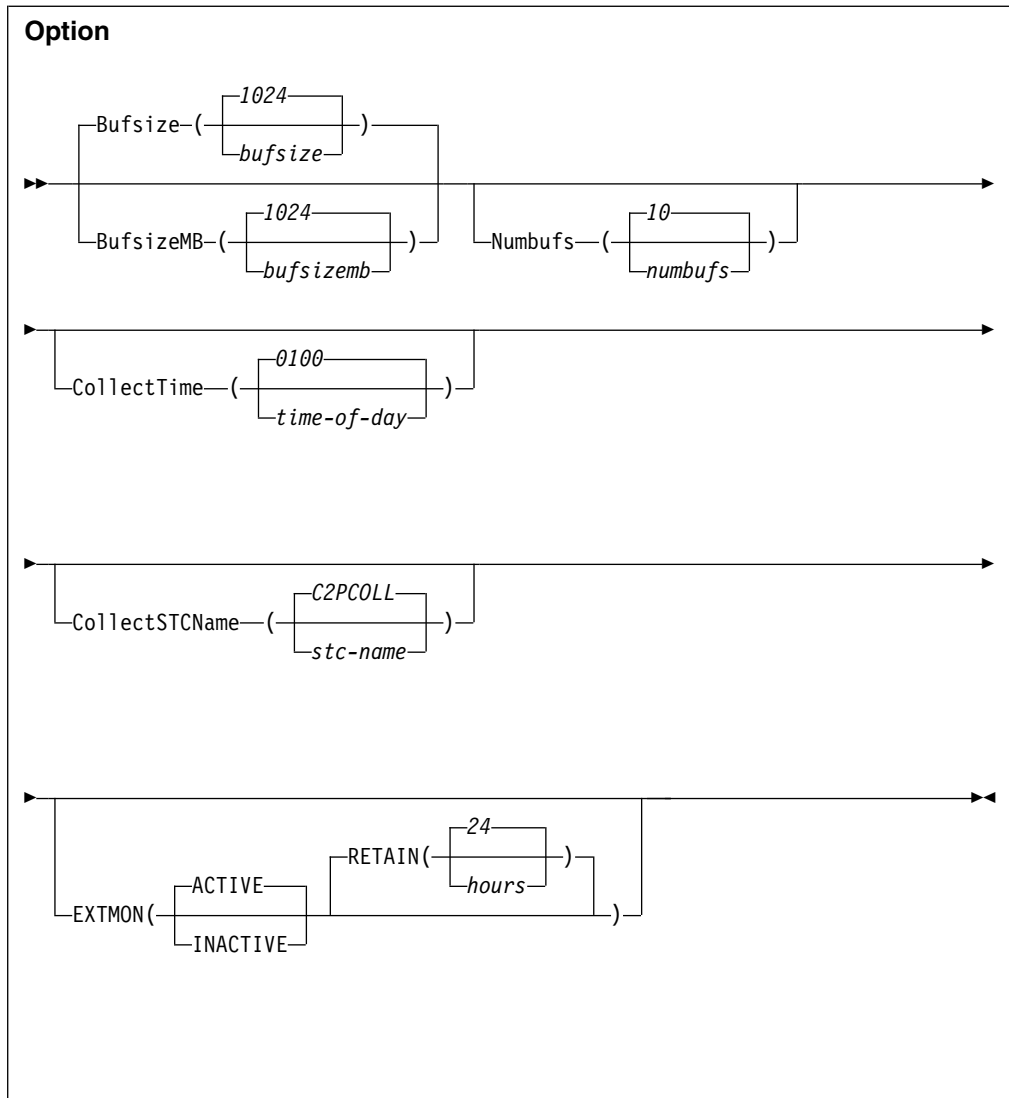 Option
1024
Bufsize ( )
bufsize
1024
BufsizeMB ( )
bufsizemb
10
Numbufs ( )
numbufs
0100
CollectTime ( )
time-of-day
C2PCOLL
CollectSTCName ( )
stc-name
24
RETAIN( )
hours
ACTIVE
EXTMON( )
INACTIVE